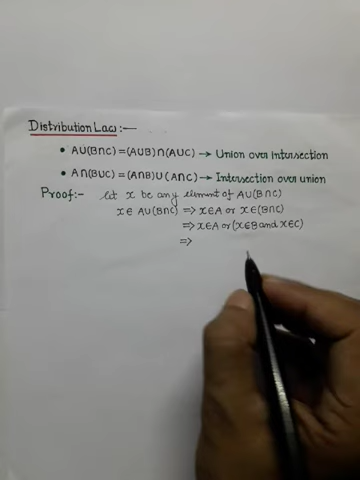 Distribution Law:-
• A∪(B∩C)=(A∪B)∩(A∪C) → Union over intersection
• A∩(B∪C)=(A∩B)∪(A∩C) → Intersection over union
Proof:- let x be any element of A∪(B∩C)
x∈ A∪(B∩C) ⇒ x∈A or x∈(B∩C)
⇒ x∈A or (x∈B and x∈C)
⇒